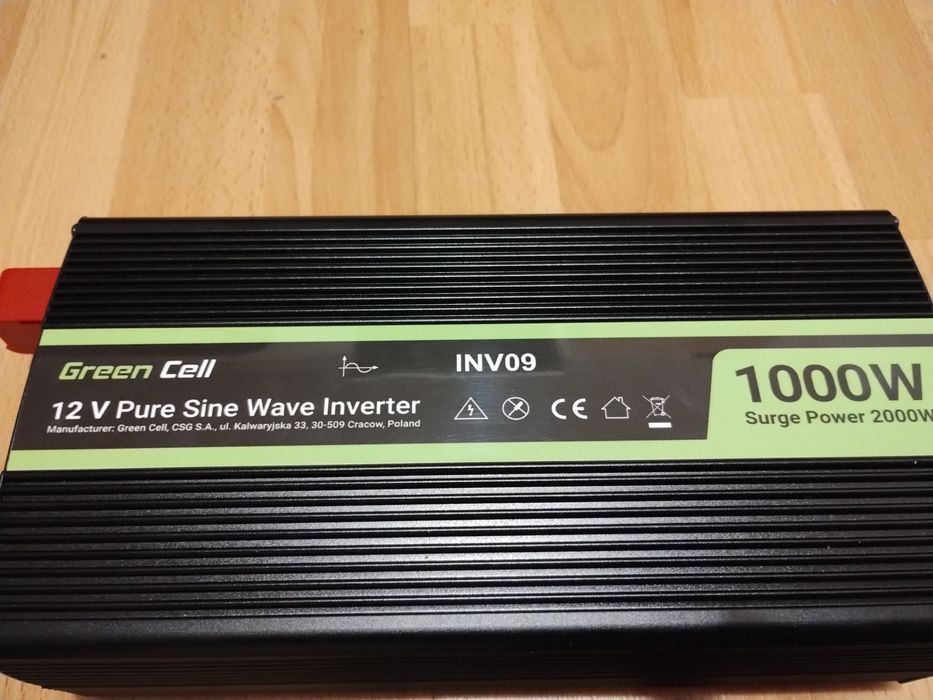 Green Cell
INV09
12 V Pure Sine Wave Inverter
Manufacturer: Green Cell, CSG S.A., ul. Kalwaryjska 33, 30-509 Cracow, Poland
CE
1000W
Surge Power 2000W